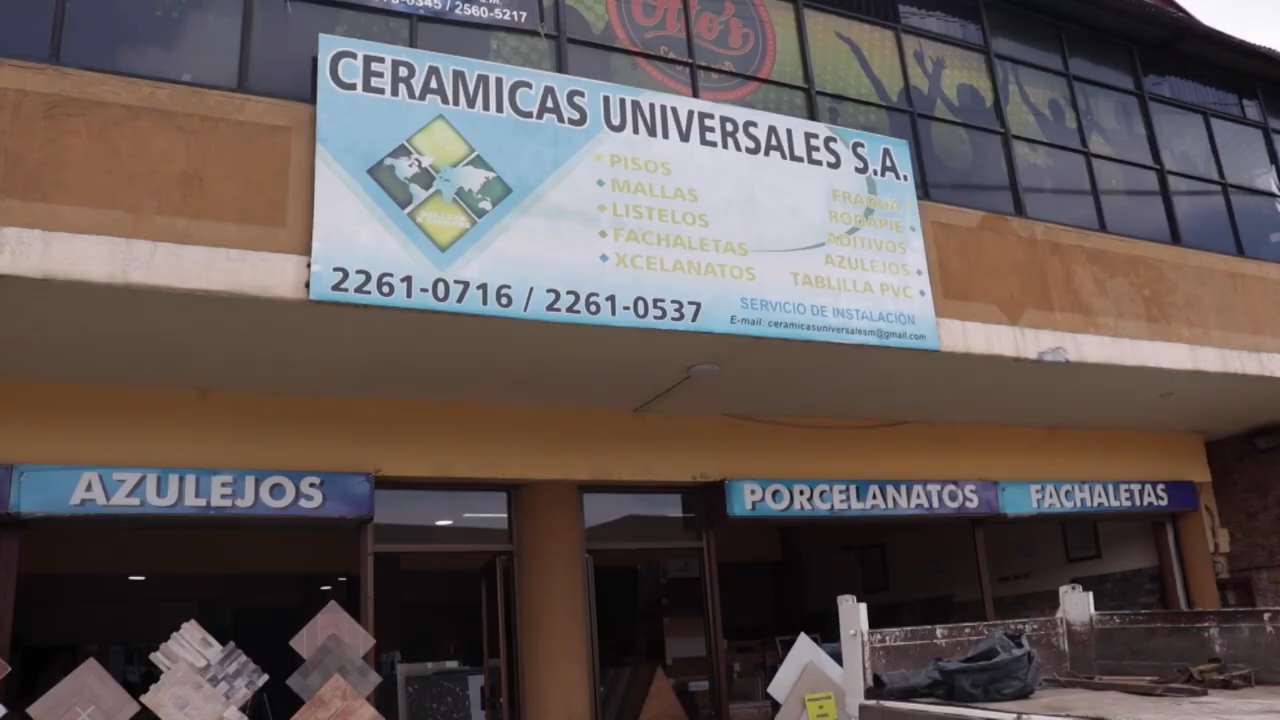 2560-5217
Otto's
CERAMICAS UNIVERSALES S.A.
PISOS
MALLAS
LISTELOS
FACHALETAS
XCELANATOS
FRAGUA
RODAPIE
ADITIVOS
AZULEJOS
TABLILLA PVC
2261-0716 / 2261-0537
SERVICIO DE INSTALACIÓN
E-mail: ceramicasuniversalesm@gmail.com
AZULEJOS
PORCELANATOS
FACHALETAS